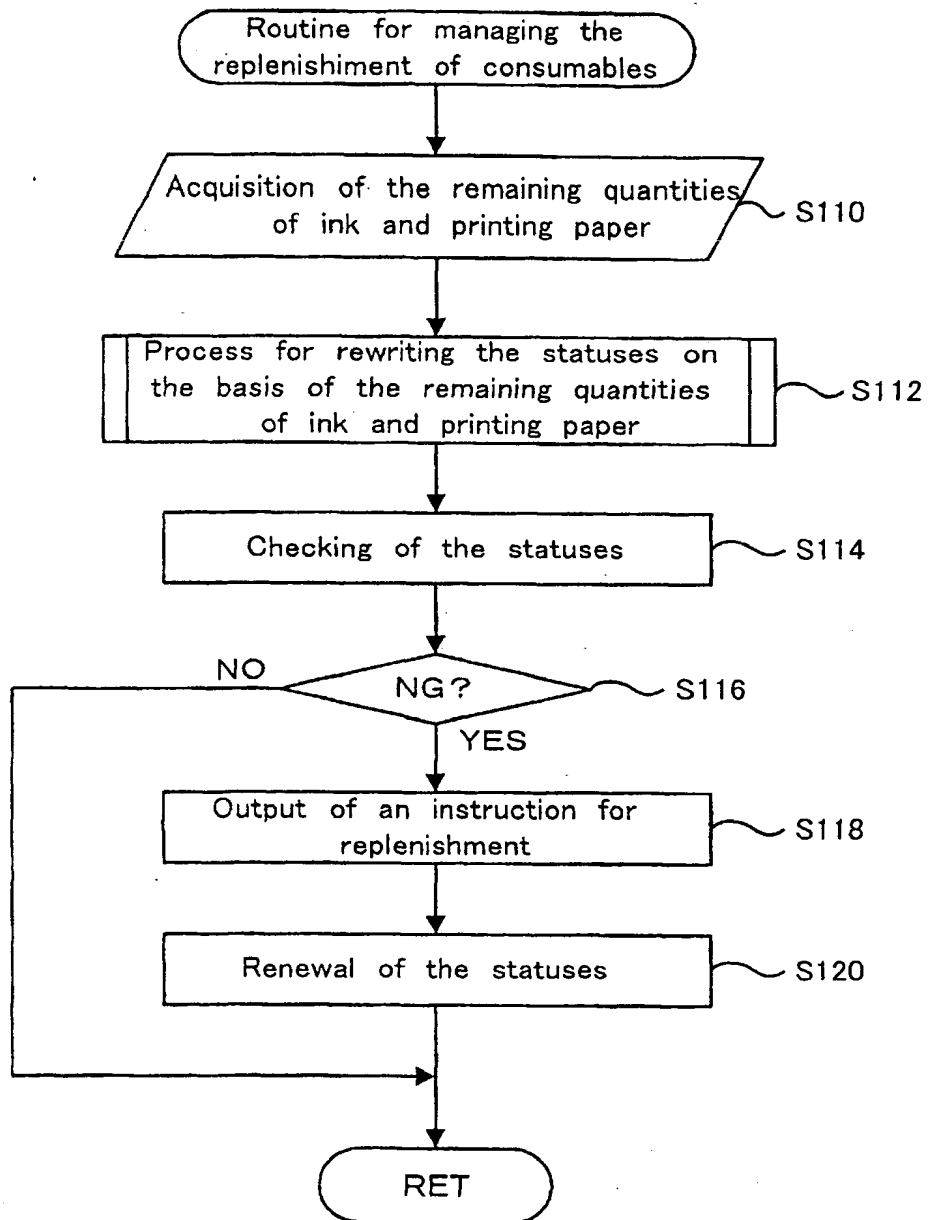 Routine for managing the
replenishiment of consumables
Acquisition of the remaining quantities
of ink and printing paper
S110
Process for rewriting the statuses on
the basis of the remaining quantities
of ink and printing paper
S112
Checking of the statuses
S114
NO
NG?
S116
YES
Output of an instruction for
replenishment
S118
Renewal of the statuses
S120
RET